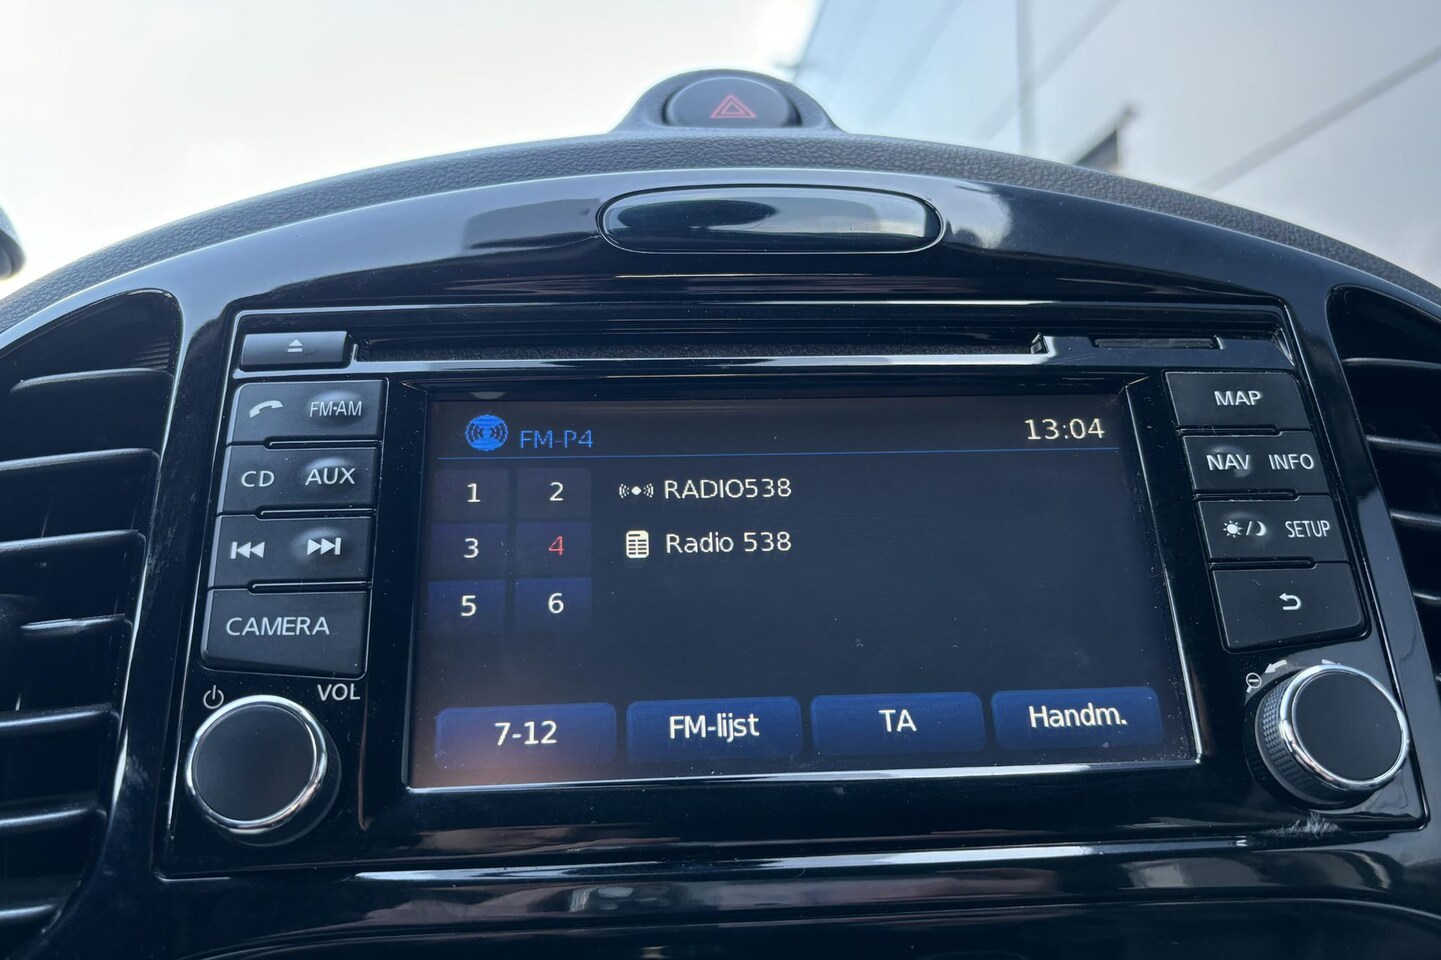 FM-AM
CD AUX
CAMERA
VOL
FM-P4
13:04
1 2
3 4
5 6
RADIO538
Radio 538
7-12
FM-lijst
TA
Handm.
MAP
NAV INFO
SETUP